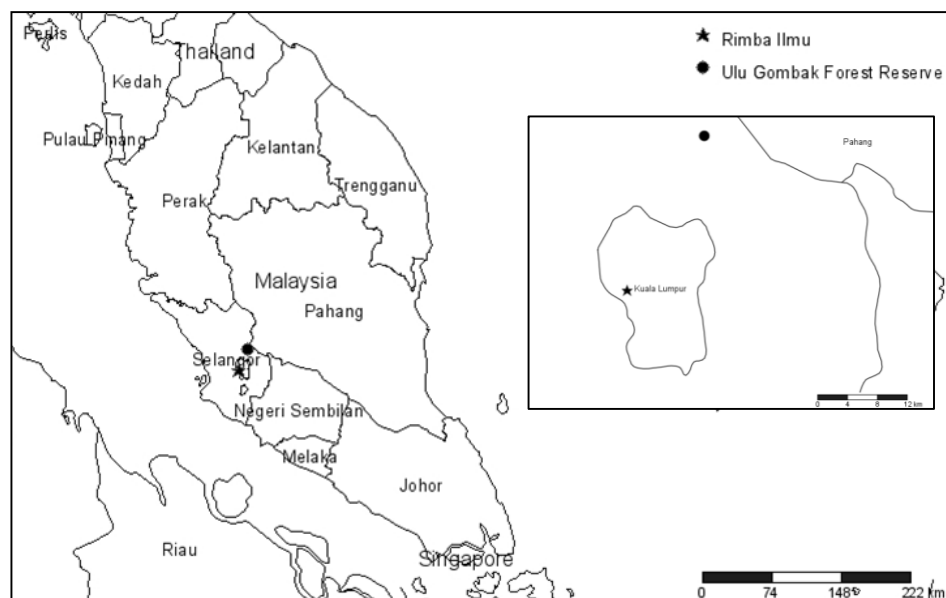 Perlis
Thailand
Kedah
Pulau Pinang
Kelantan
Trengganu
Perak
Malaysia
Pahang
Selangor
Negeri Sembilan
Melaka
Johor
Riau
Singapore
Rimba Ilmu
Ulu Gombak Forest Reserve
Pahang
Kuala Lumpur
0 4 8 12 km
0 74 148 222 km